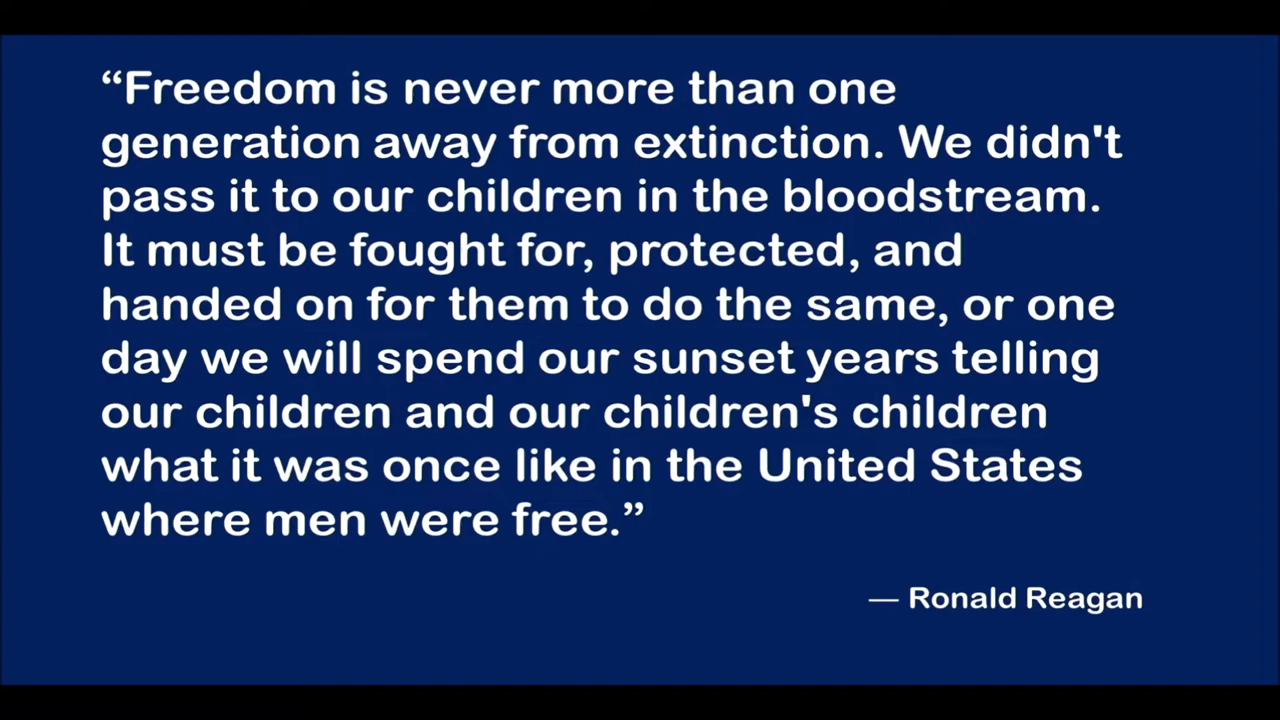 “Freedom is never more than one
generation away from extinction. We didn't
pass it to our children in the bloodstream.
It must be fought for, protected, and
handed on for them to do the same, or one
day we will spend our sunset years telling
our children and our children's children
what it was once like in the United States
where men were free.”
— Ronald Reagan